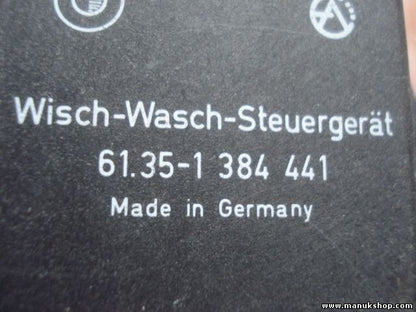 Wisch-Wasch-Steuergerät
61.35-1 384 441
Made in Germany
www.manukshop.com